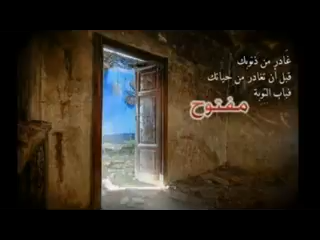 غادر من ذنوبك
قبل أن تغادر من حياتك
فباب التوبة
مفتوح